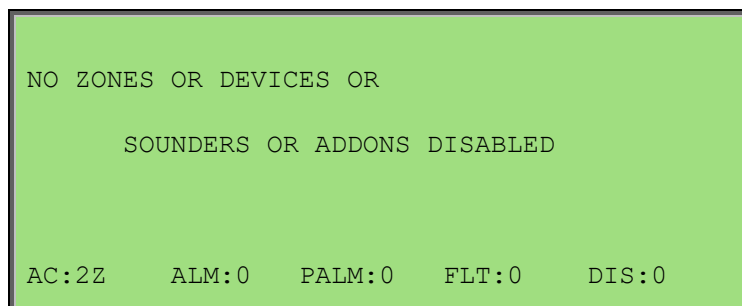 NO ZONES OR DEVICES OR
SOUNDERS OR ADDONS DISABLED
AC:2Z ALM:0 PALM:0 FLT:0 DIS:0